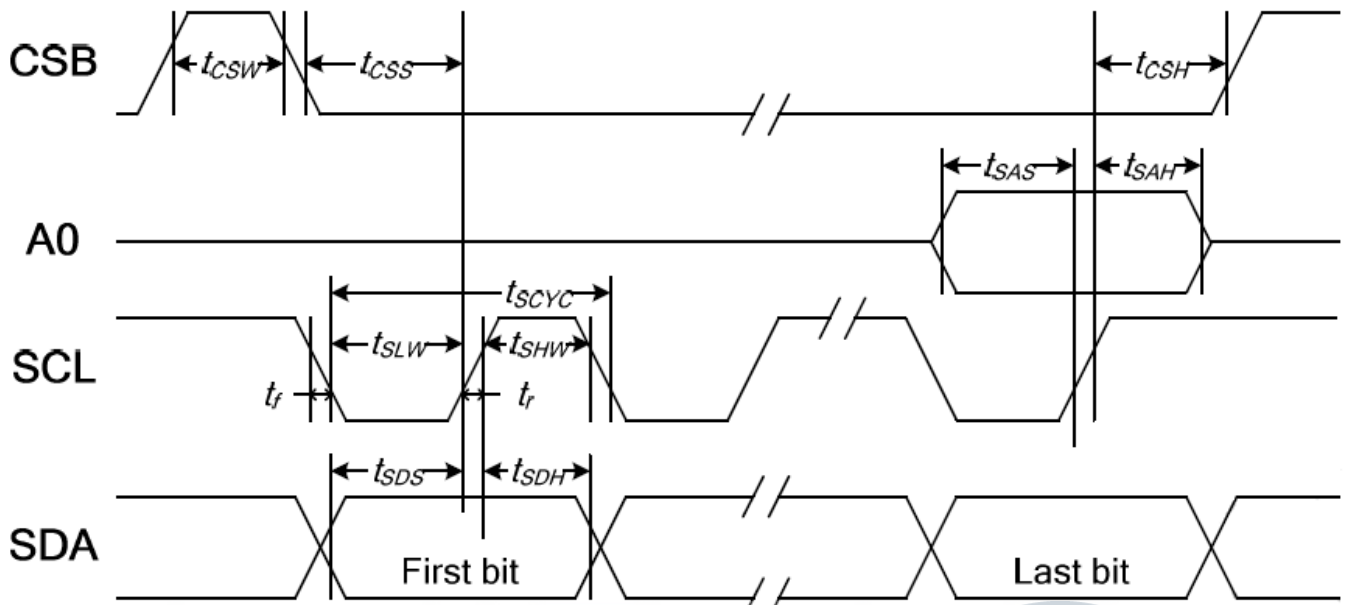 CSB
tCSW
tCSS
tCSH
tSAS
tSAH
A0
tSCYC
tSLW
tSHW
SCL
tf
tr
tSDS
tSDH
SDA
First bit
Last bit